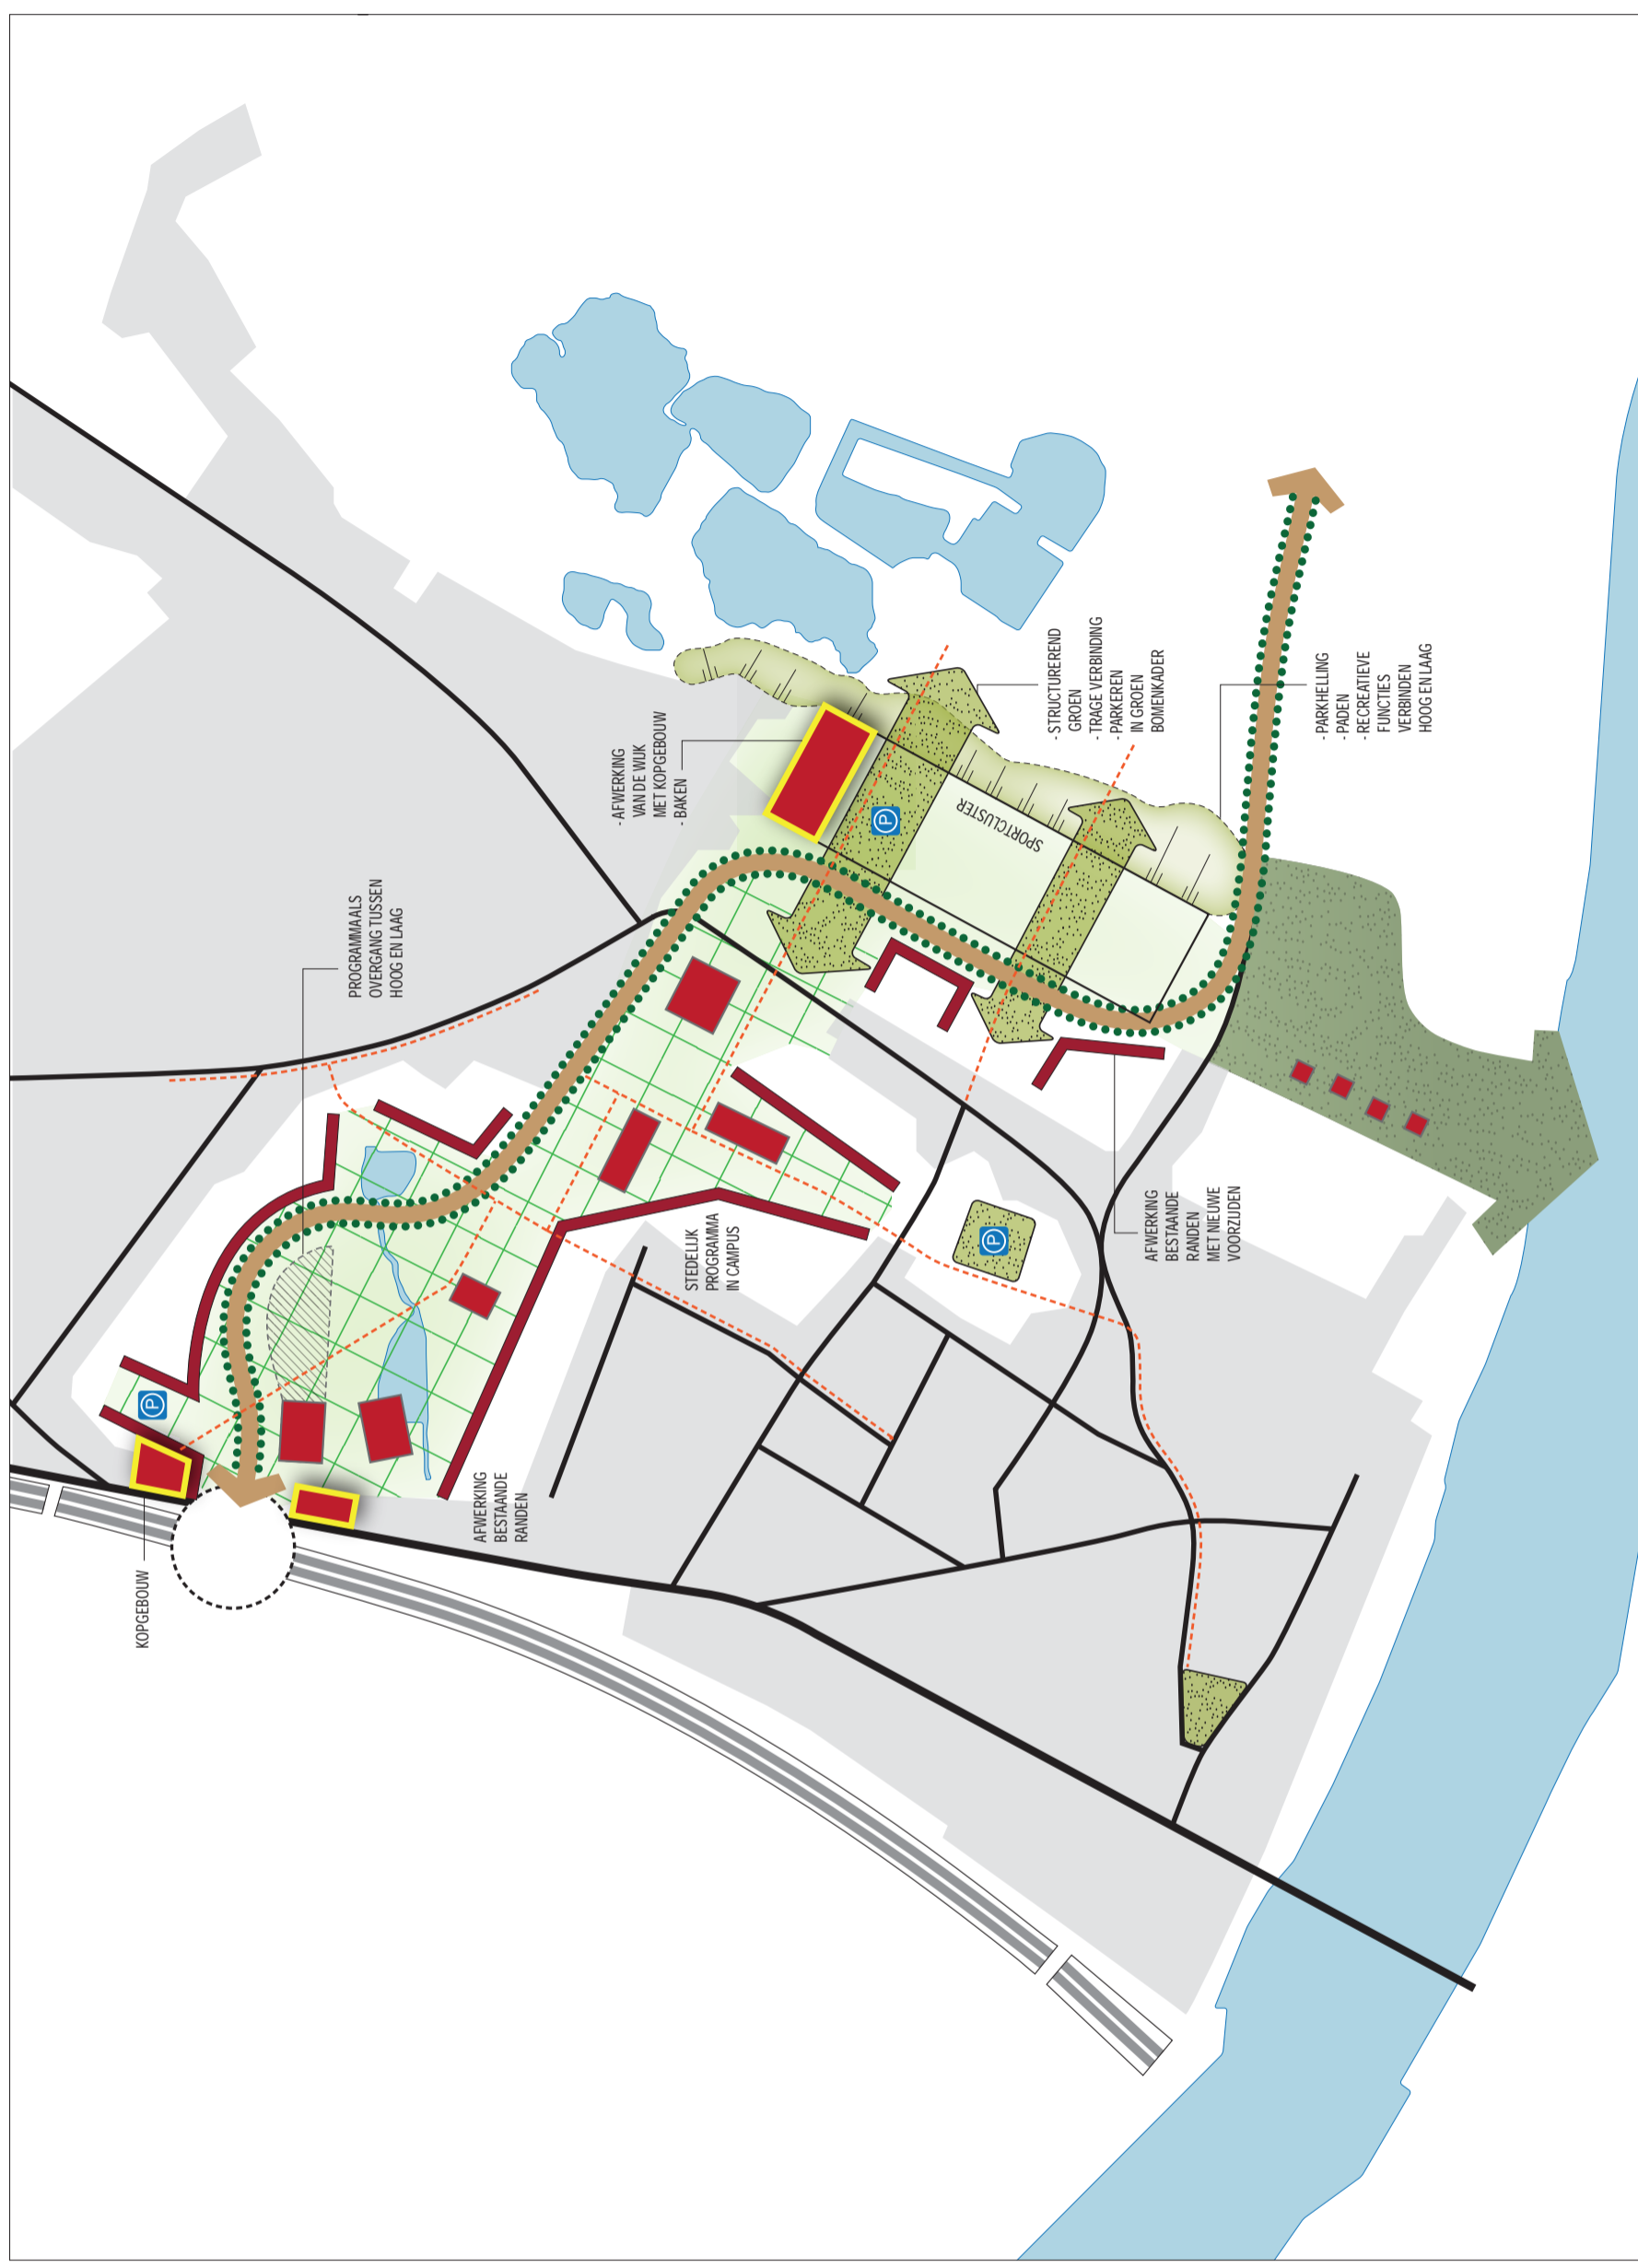 - AFWERKING
VAN DE WIJK
MET KOPGEBOUW
- BAKEN
- STRUCTUREREND
GROEN
- TRAGE VERBINDING
- PARKEREN
IN GROEN
BOMENKADER
- PARKHELLING
- PADEN
- RECREATIEVE
FUNCTIES
VERBINDEN
HOOG EN LAAG
SPORTCLUSTER
P
PROGRAMMAALS
OVERGANG TUSSEN
HOOG EN LAAG
STEDELIJK
PROGRAMMA
IN CAMPUS
P
AFWERKING
BESTAANDE
RANDEN
MET NIEUWE
VOORZIJDEN
P
AFWERKING
BESTAANDE
RANDEN
KOPGEBOUW